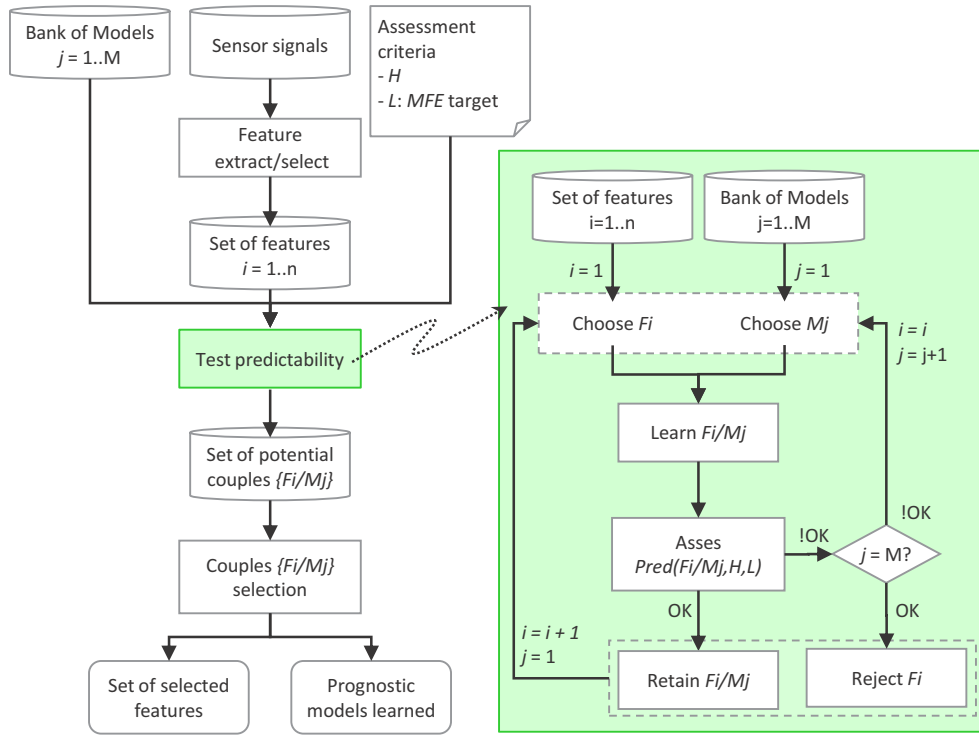 Bank of Models
j = 1..M
Sensor signals
Assessment
criteria
- H
- L: MFE target
Feature
extract/select
Set of features
i = 1..n
Test predictability
Set of potential
couples {Fi/Mj}
Couples {Fi/Mj}
selection
Set of selected
features
Prognostic
models learned
Set of features
i=1..n
Bank of Models
j=1..M
i = 1
j = 1
Choose Fi
Choose Mj
i = i
j = j+1
Learn Fi/Mj
Asses
Pred(Fi/Mj,H,L)
!OK
!OK
j = M?
OK
OK
i = i + 1
j = 1
Retain Fi/Mj
Reject Fi